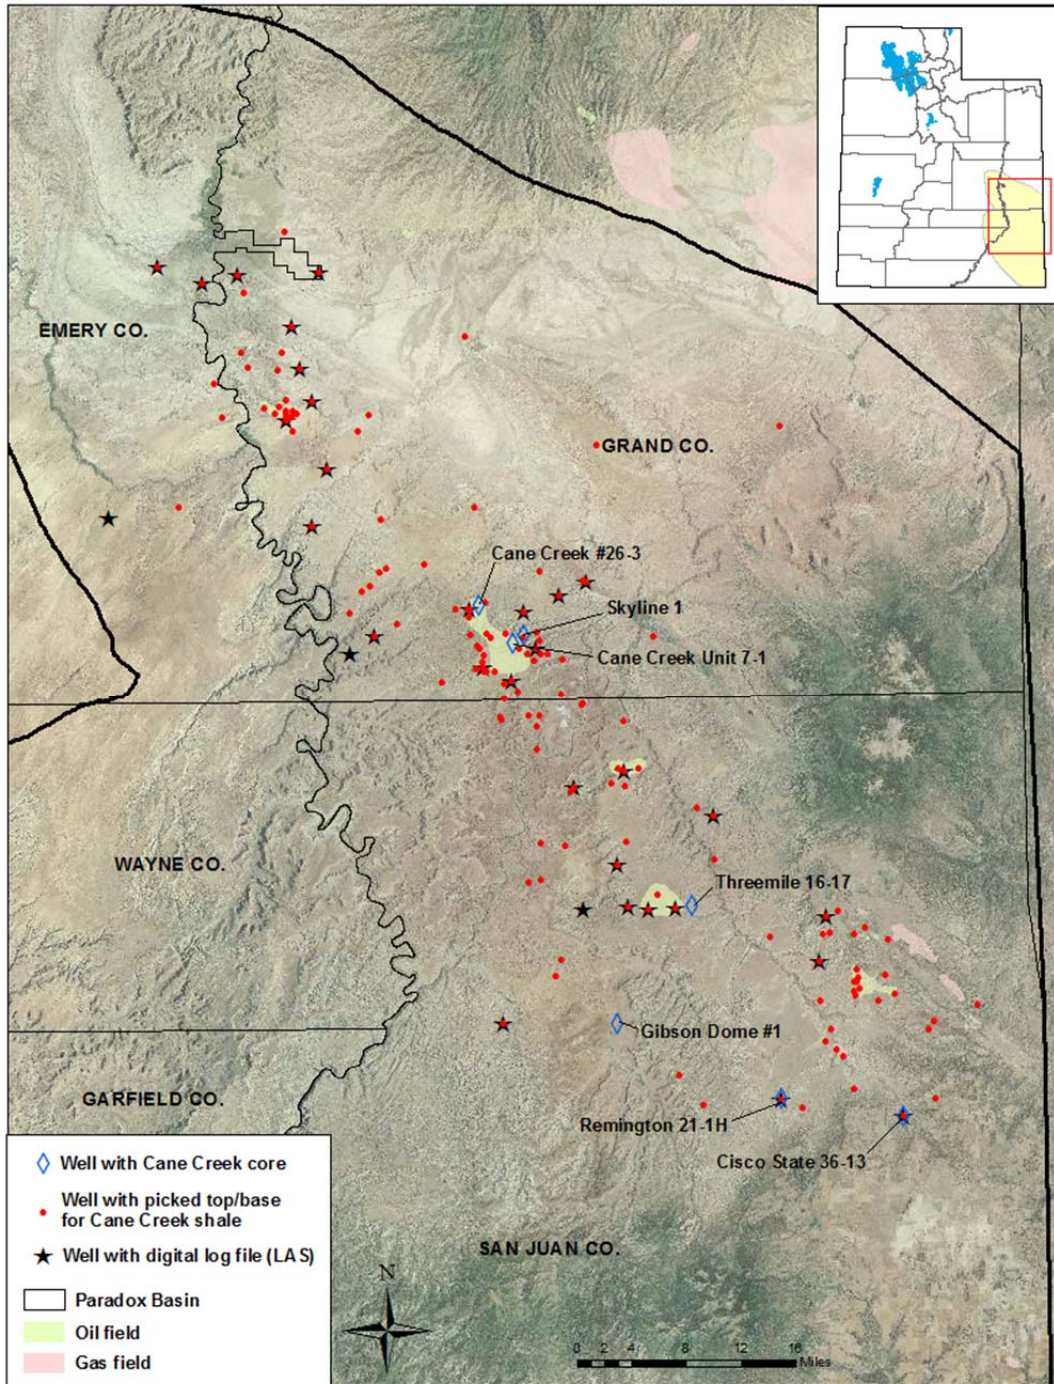 EMERY CO.
GRAND CO.
Cane Creek #26-3
Skyline 1
Cane Creek Unit 7-1
WAYNE CO.
Threemile 16-17
Gibson Dome #1
GARFIELD CO.
Remington 21-1H
Cisco State 36-13
SAN JUAN CO.
Well with Cane Creek core
Well with picked top/base
for Cane Creek shale
Well with digital log file (LAS)
Paradox Basin
Oil field
Gas field
N
0 2 4 8 12 16
Miles